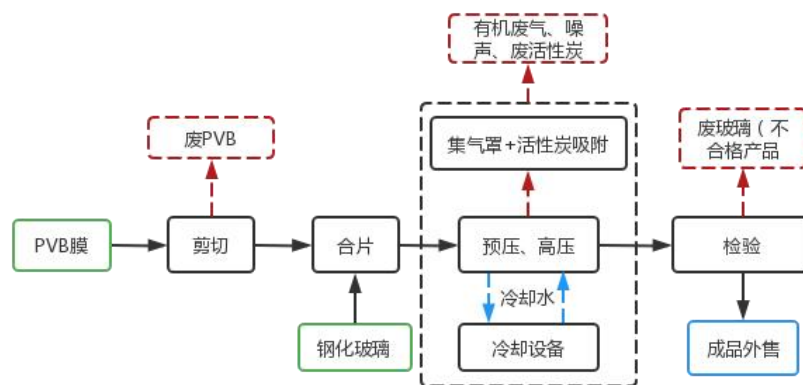 有机废气、噪
声、废活性炭
废PVB
集气罩+活性炭吸附
废玻璃（不
合格产品
PVB膜
剪切
合片
预压、高压
检验
冷却水
钢化玻璃
冷却设备
成品外售